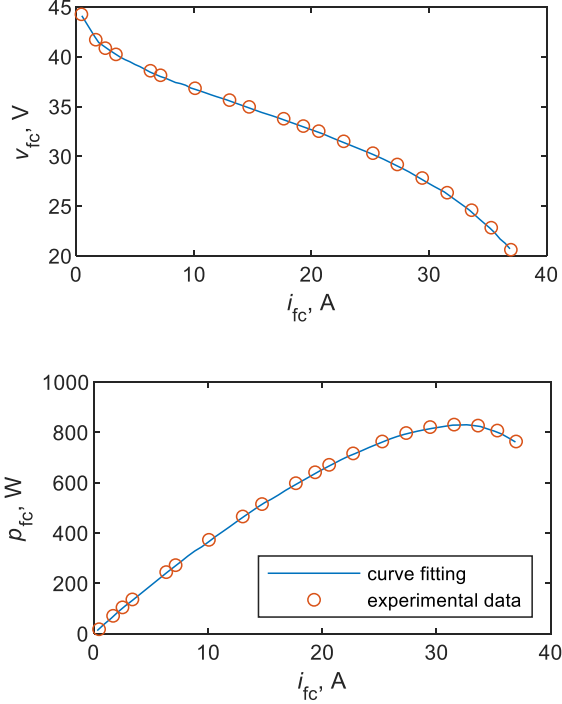 45
40
35
30
25
20
v_fc, V
0 10 20 30 40
i_fc, A
1000
800
600
400
200
0
p_fc, W
curve fitting
experimental data
0 10 20 30 40
i_fc, A